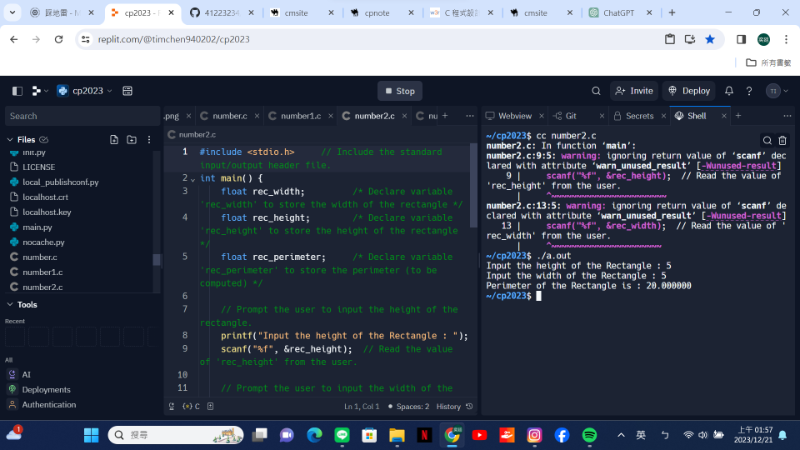 cp2023 -
41223234
cmsite
cpnote
C 程式設
cmsite
ChatGPT
replit.com/@timchen940202/cp2023
所有書籤
cp2023
Stop
Invite
Deploy
Search
.png
number.c
number1.c
number2.c
Webview
Git
Secrets
Shell
Files
init.py
LICENSE
local_publishconf.py
localhost.crt
localhost.key
main.py
nocache.py
number.c
number1.c
number2.c
Tools
Recent
All
AI
Deployments
Authentication
number2.c
1 #include <stdio.h> // Include the standard
input/output header file.
2 int main() {
3 float rec_width; /* Declare variable
'rec_width' to store the width of the rectangle */
4 float rec_height; /* Declare variable
'rec_height' to store the height of the rectangle
*/
5 float rec_perimeter; /* Declare variable
'rec_perimeter' to store the perimeter (to be
computed) */
6
7 // Prompt the user to input the height of the
rectangle.
8 printf("Input the height of the Rectangle : ");
9 scanf("%f", &rec_height); // Read the value
of 'rec_height' from the user.
10
11 // Prompt the user to input the width of the
C
Ln 1, Col 1
Spaces: 2
History
~/cp2023$ cc number2.c
number2.c: In function ‘main’:
number2.c:9:5: warning: ignoring return value of ‘scanf’ dec
lared with attribute ‘warn_unused_result’ [-Wunused-result]
9 | scanf("%f", &rec_height); // Read the value of
'rec_height' from the user.
| ^~~~~~~~~~~~~~~~~~~~~~~~
number2.c:13:5: warning: ignoring return value of ‘scanf’ de
clared with attribute ‘warn_unused_result’ [-Wunused-result]
13 | scanf("%f", &rec_width); // Read the value of '
rec_width' from the user.
| ^~~~~~~~~~~~~~~~~~~~~~~
~/cp2023$ ./a.out
Input the height of the Rectangle : 5
Input the width of the Rectangle : 5
Perimeter of the Rectangle is : 20.000000
~/cp2023$
1
搜尋
英
上午 01:57
2023/12/21